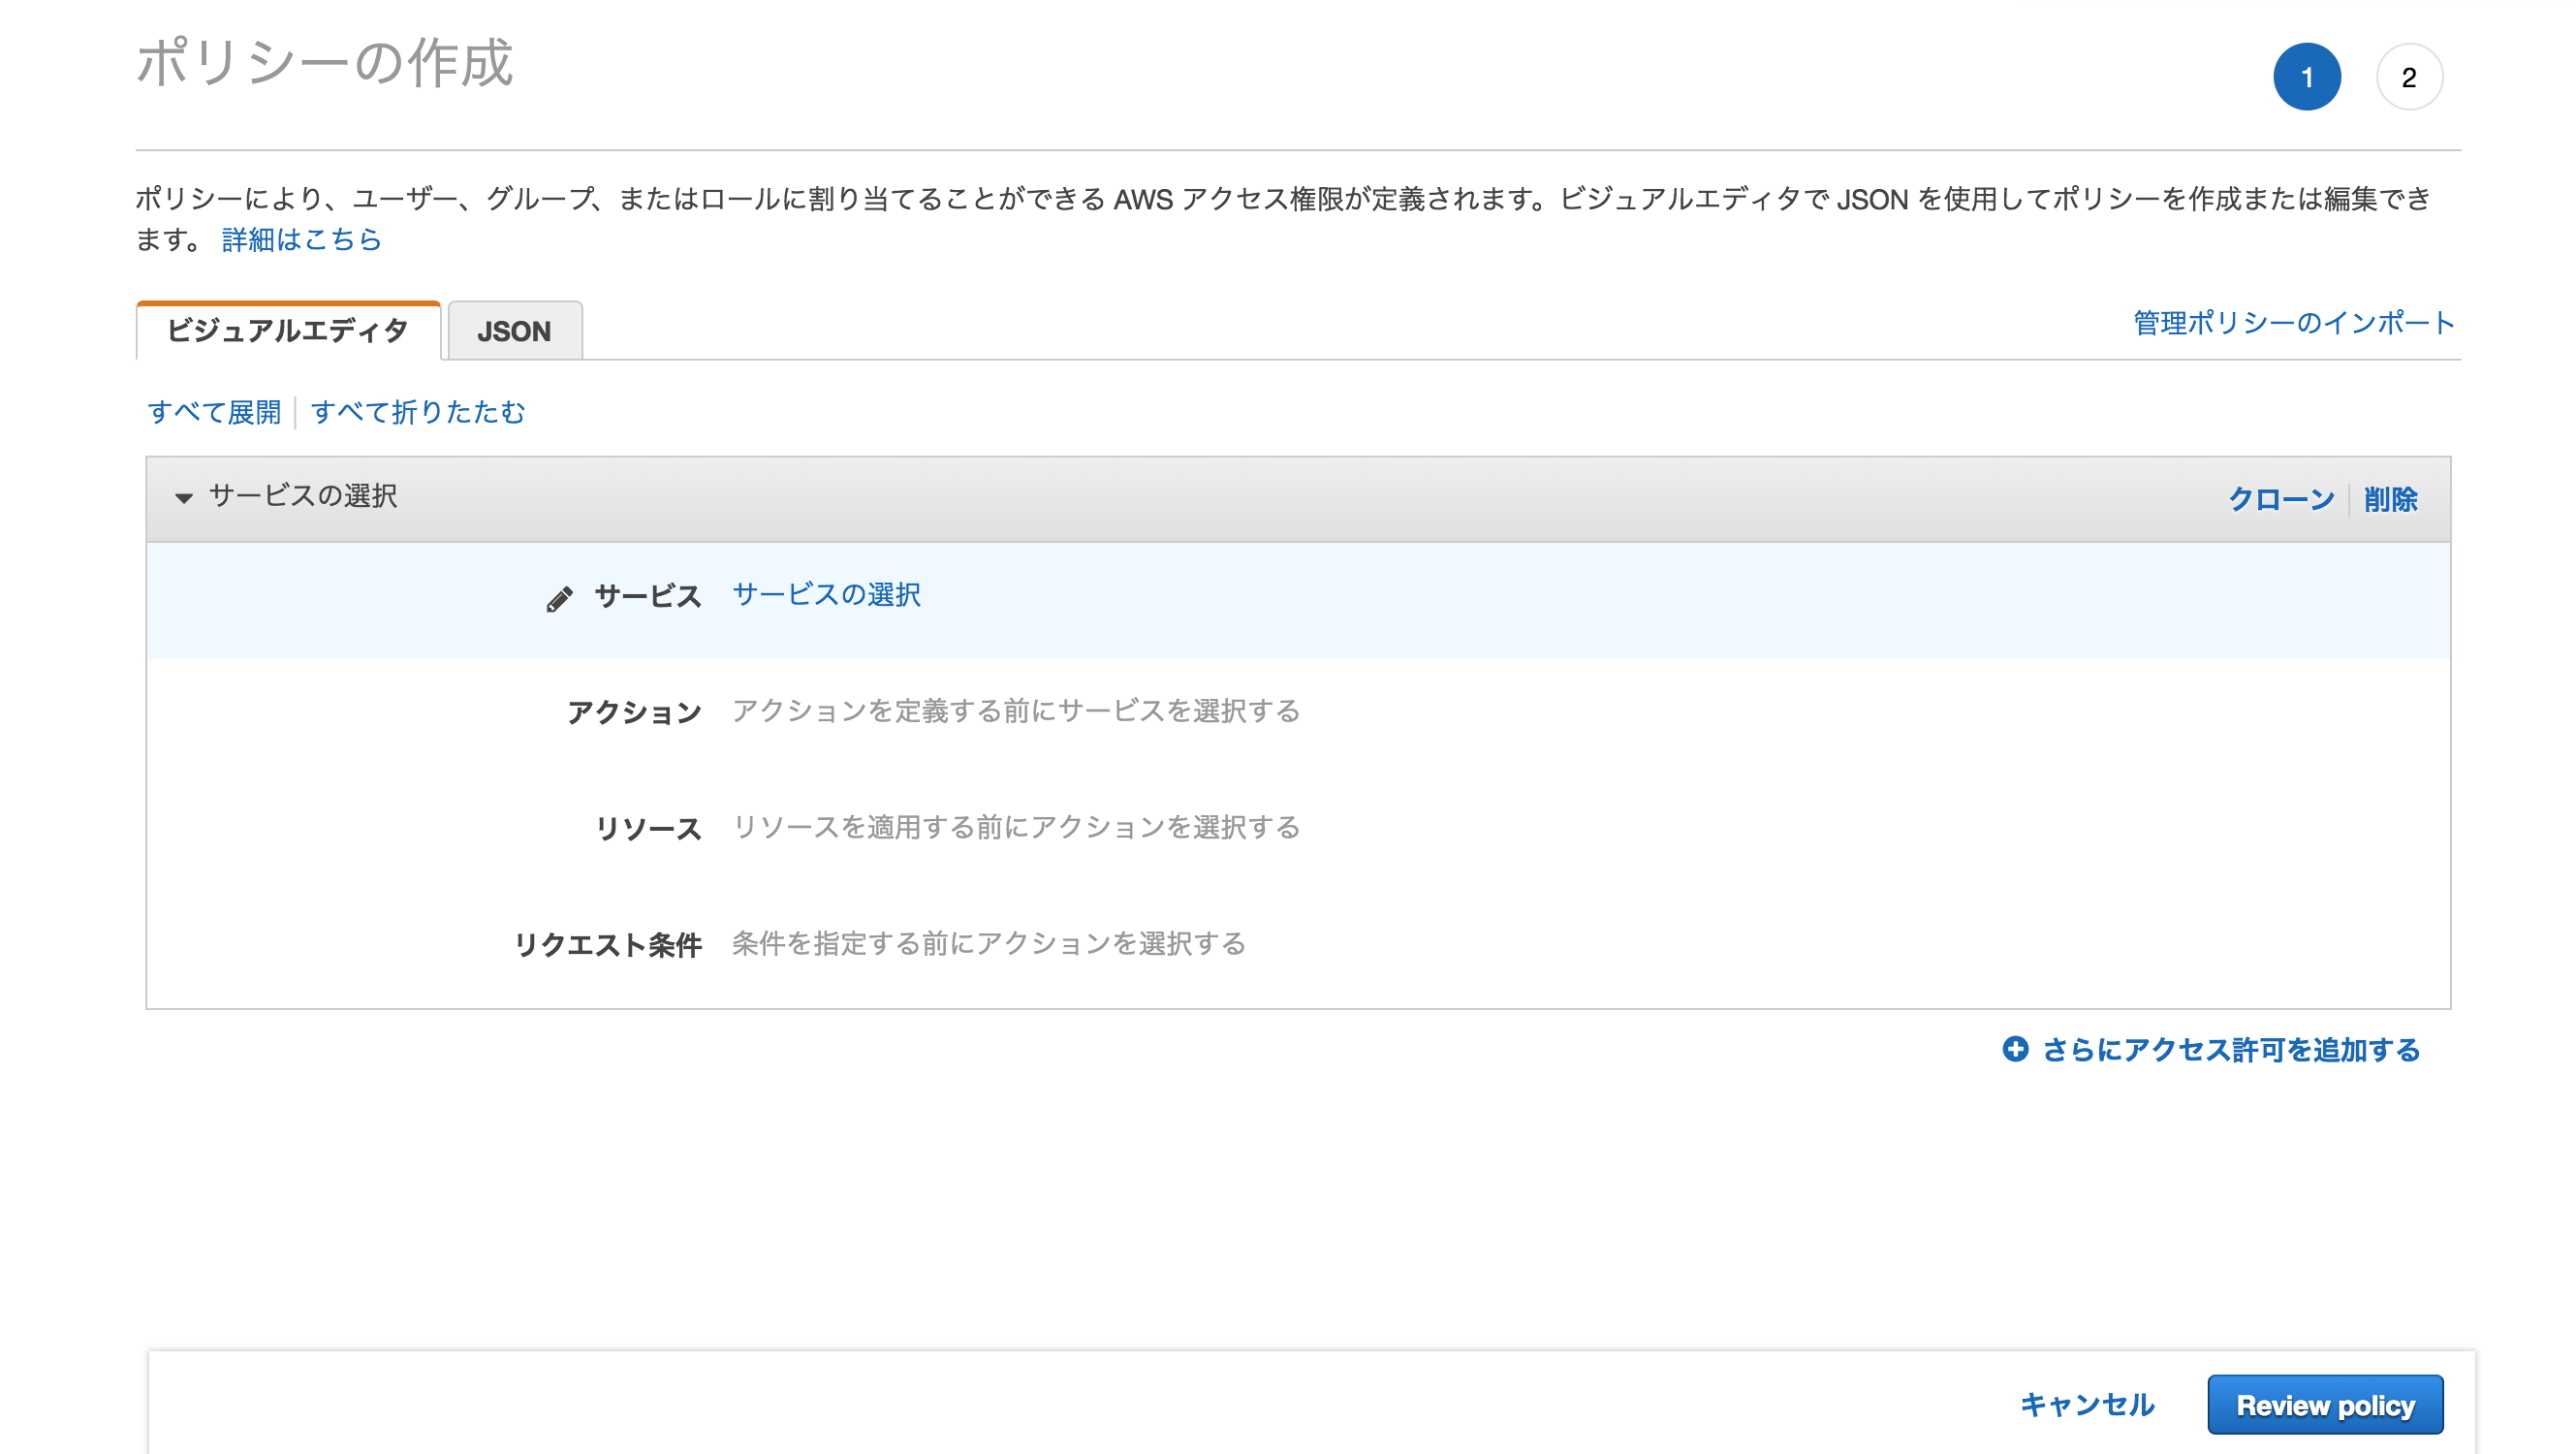 ポリシーの作成
1
2
ポリシーにより、ユーザー、グループ、またはロールに割り当てることができる AWS アクセス権限が定義されます。ビジュアルエディタで JSON を使用してポリシーを作成または編集でき
ます。 詳細はこちら
ビジュアルエディタ
JSON
管理ポリシーのインポート
すべて展開
すべて折りたたむ
サービスの選択
クローン
削除
サービス サービスの選択
アクション アクションを定義する前にサービスを選択する
リソース リソースを適用する前にアクションを選択する
リクエスト条件 条件を指定する前にアクションを選択する
さらにアクセス許可を追加する
キャンセル
Review policy